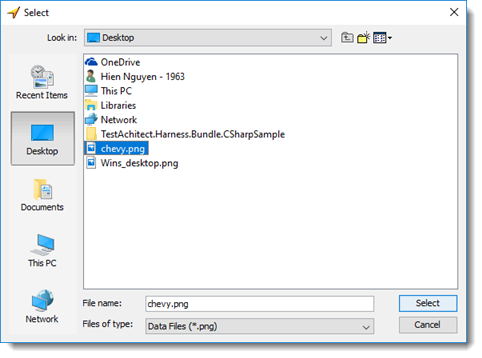 Select
Look in: Desktop
OneDrive
Hien Nguyen - 1963
This PC
Libraries
Network
TestAchitect.Harness.Bundle.CSharpSample
chevy.png
Wins_desktop.png
Recent Items
Desktop
Documents
This PC
Network
File name: chevy.png Select
Files of type: Data Files (*.png) Cancel